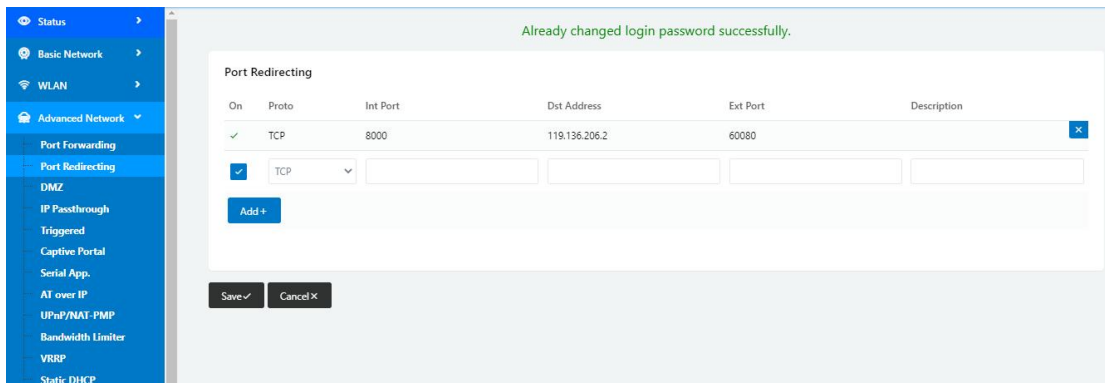 Status
Basic Network
WLAN
Advanced Network
Port Forwarding
Port Redirecting
DMZ
IP Passthrough
Triggered
Captive Portal
Serial App.
AT over IP
UPnP/NAT-PMP
Bandwidth Limiter
VRRP
Static DHCP
Already changed login password successfully.
Port Redirecting
On Proto Int Port Dst Address Ext Port Description
TCP 8000 119.136.206.2 60080
TCP
Add+
Save Cancel